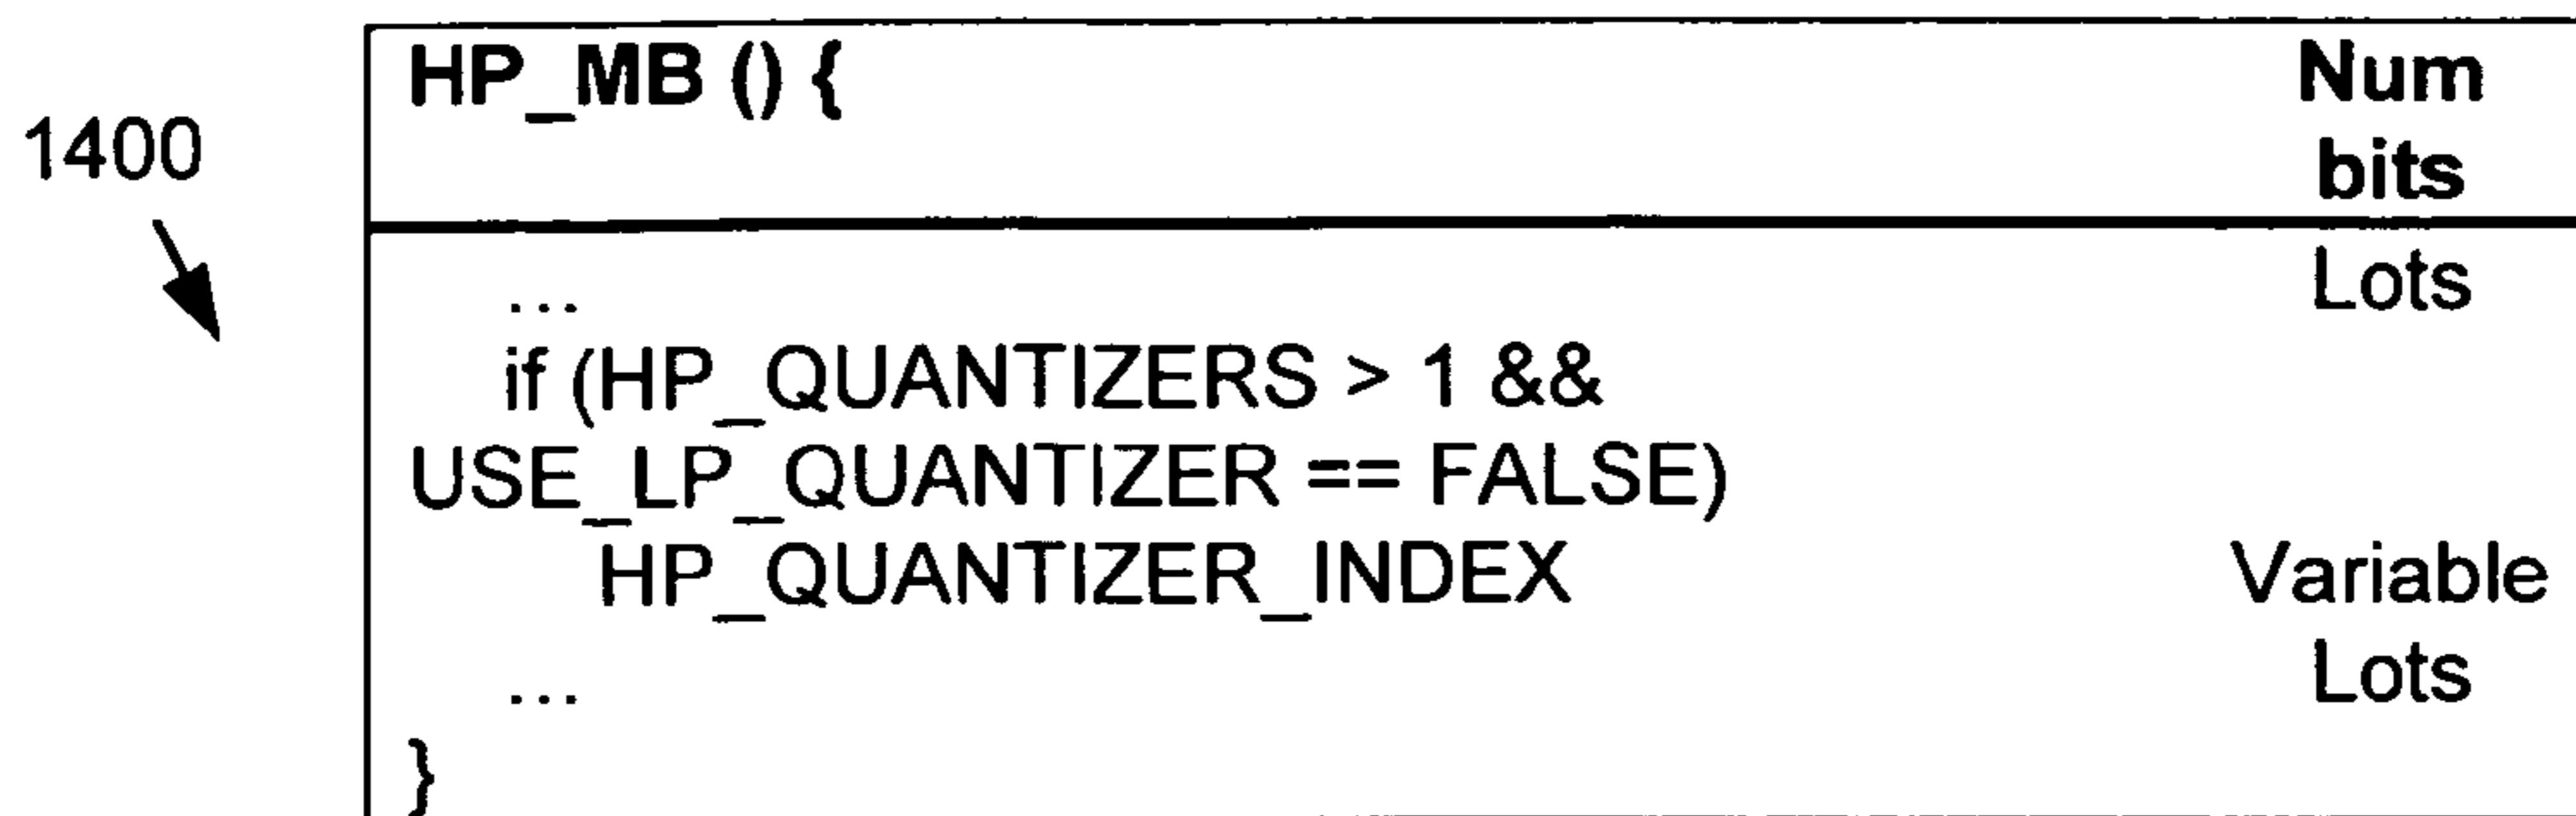 1400
HP_MB () { Num
bits
... Lots
if (HP_QUANTIZERS > 1 &&
USE_LP_QUANTIZER == FALSE)
HP_QUANTIZER_INDEX Variable
... Lots
}